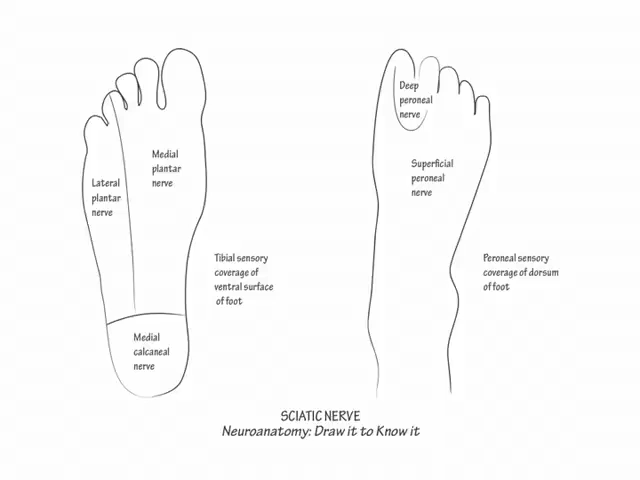 Deep
peroneal
nerve
Medial
plantar
nerve
Superficial
peroneal
nerve
Lateral
plantar
nerve
Tibial sensory
coverage of
ventral surface
of foot
Peroneal sensory
coverage of dorsum
of foot
Medial
calcaneal
nerve
SCIATIC NERVE
Neuroanatomy: Draw it to Know it